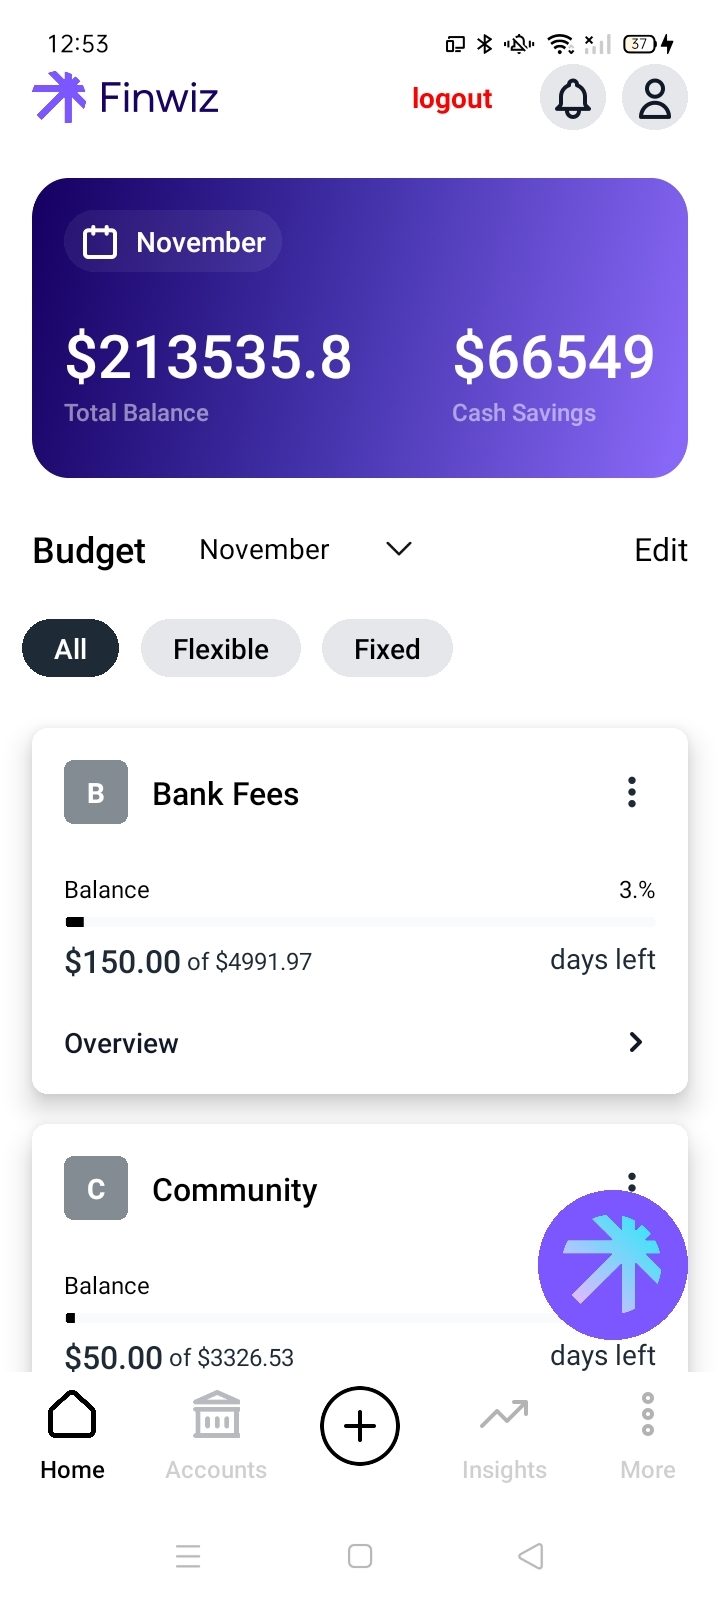 12:53
37
Finwiz
logout
November
$213535.8 $66549
Total Balance Cash Savings
Budget November Edit
All Flexible Fixed
B Bank Fees
Balance 3.%
$150.00 of $4991.97 days left
Overview
C Community
Balance
$50.00 of $3326.53 days left
Home Accounts Insights More